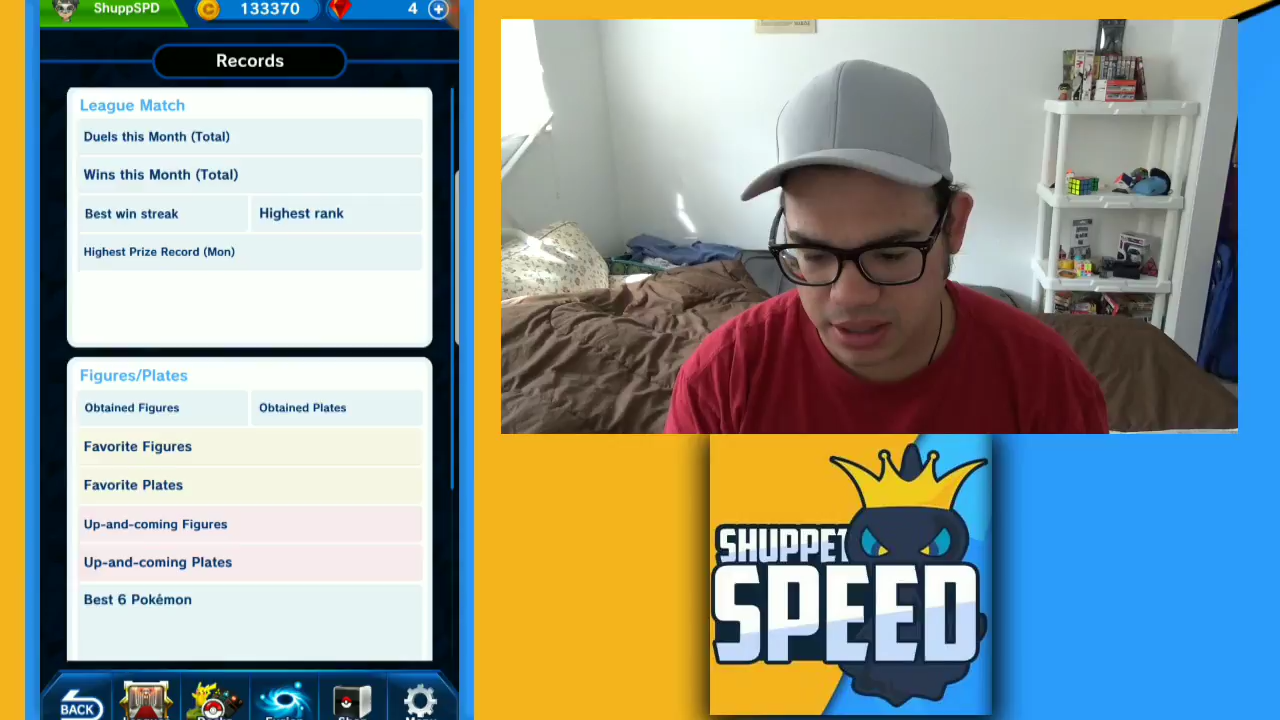 ShuppSPD
133370
4
Records
League Match
Duels this Month (Total)
Wins this Month (Total)
Best win streak
Highest rank
Highest Prize Record (Mon)
Figures/Plates
Obtained Figures
Obtained Plates
Favorite Figures
Favorite Plates
Up-and-coming Figures
Up-and-coming Plates
Best 6 Pokémon
BACK
SHUPPET
SPEED